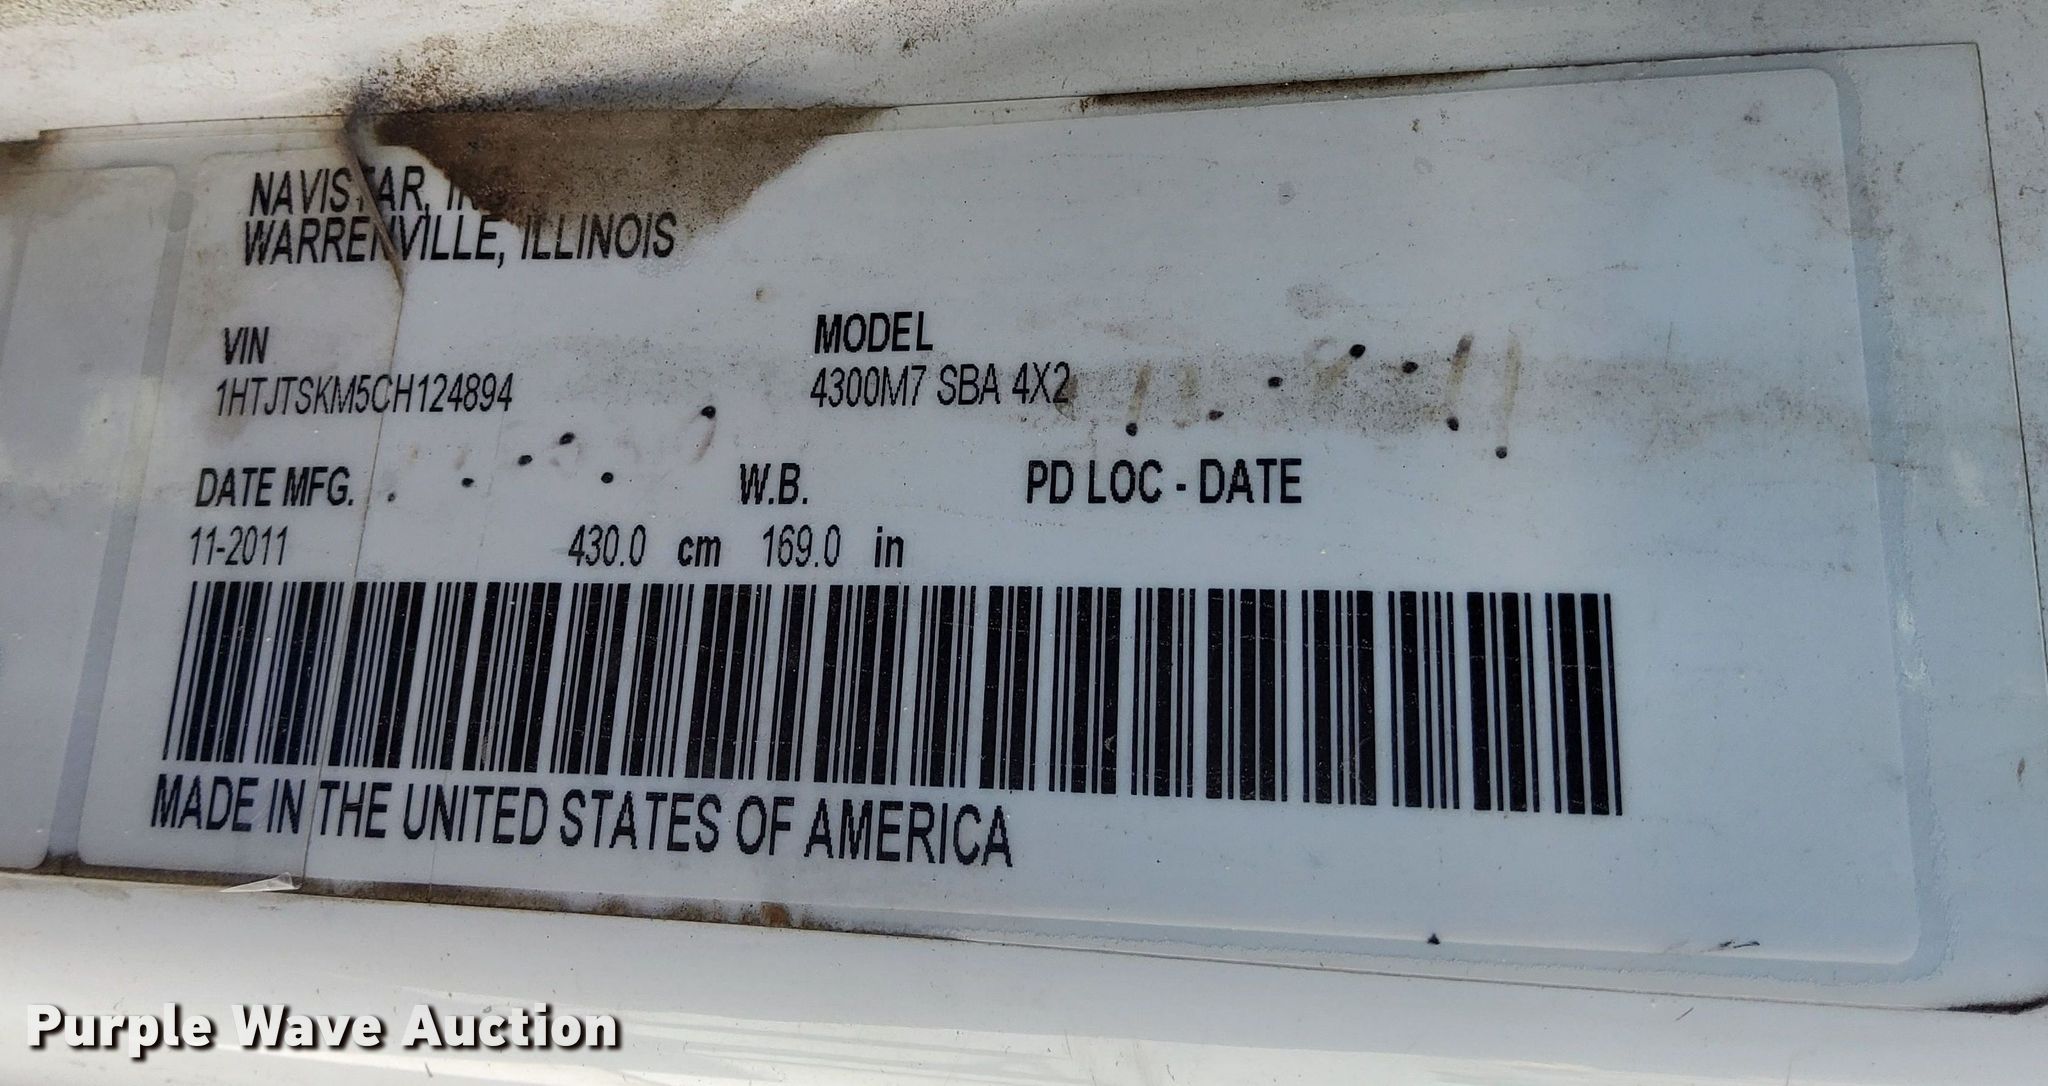 NAVISTAR, INC.
WARRENVILLE, ILLINOIS
VIN MODEL
1HTJTSKM5CH124894 4300M7 SBA 4X2
DATE MFG. W.B. PD LOC - DATE
11-2011 430.0 cm 169.0 in
MADE IN THE UNITED STATES OF AMERICA
Purple Wave Auction